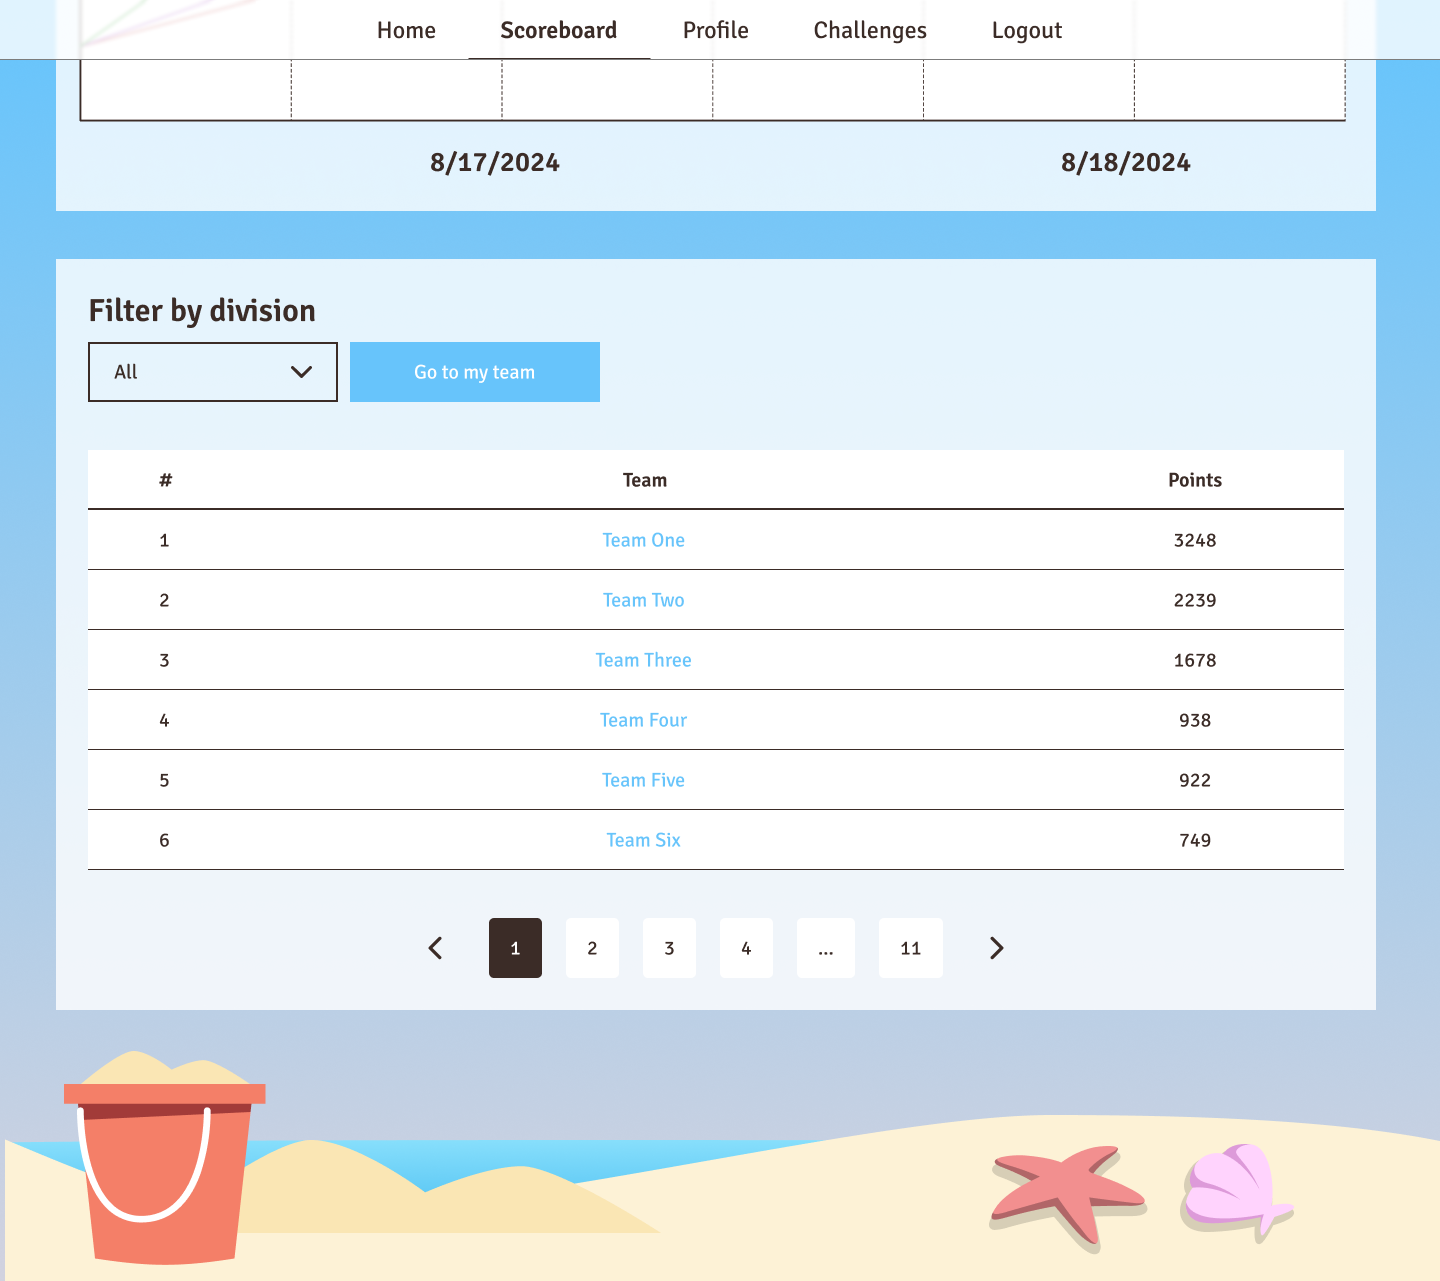 Home Scoreboard Profile Challenges Logout
8/17/2024 8/18/2024
Filter by division
All Go to my team
# Team Points
1 Team One 3248
2 Team Two 2239
3 Team Three 1678
4 Team Four 938
5 Team Five 922
6 Team Six 749
1 2 3 4 ... 11